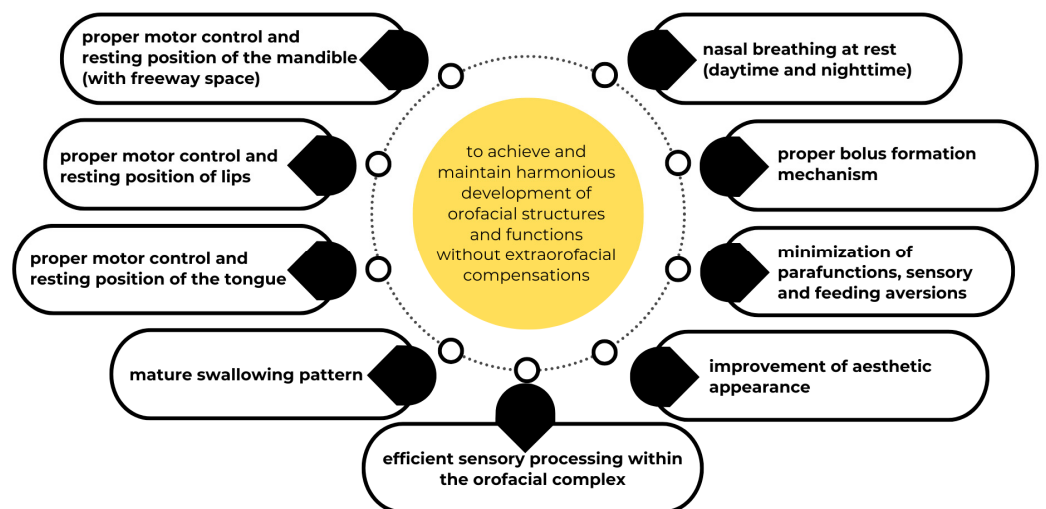 proper motor control and
resting position of the mandible
(with freeway space)
nasal breathing at rest
(daytime and nighttime)
proper motor control and
resting position of lips
to achieve and
maintain harmonious
development of
orofacial structures
and functions
without extraorofacial
compensations
proper bolus formation
mechanism
proper motor control and
resting position of the tongue
minimization of
parafunctions, sensory
and feeding aversions
mature swallowing pattern
improvement of aesthetic
appearance
efficient sensory processing within
the orofacial complex